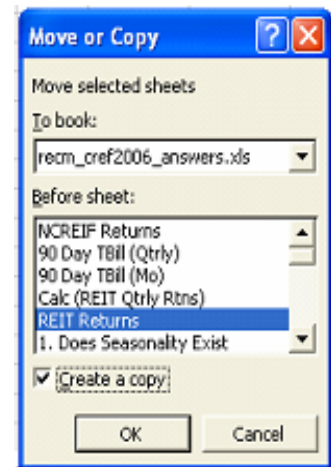 Move or Copy ?
Move selected sheets
To book:
recm_cref2006_answers.xls
Before sheet:
NCREIF Returns
90 Day TBill (Qtrly)
90 Day TBill (Mo)
Calc (REIT Qtrly Rtns)
REIT Returns
1. Does Seasonality Exist
Create a copy
OK Cancel